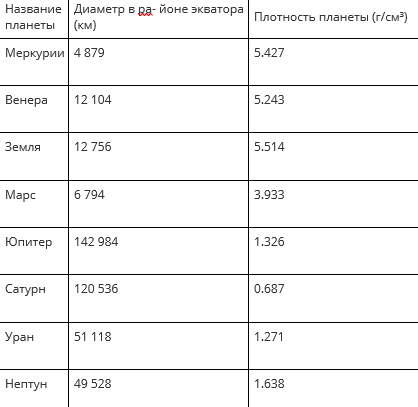 Название Диаметр в ра- йоне экватора Плотность планеты (г/см³)
планеты (км)
Меркурии 4 879 5.427
Венера 12 104 5.243
Земля 12 756 5.514
Марс 6 794 3.933
Юпитер 142 984 1.326
Сатурн 120 536 0.687
Уран 51 118 1.271
Нептун 49 528 1.638